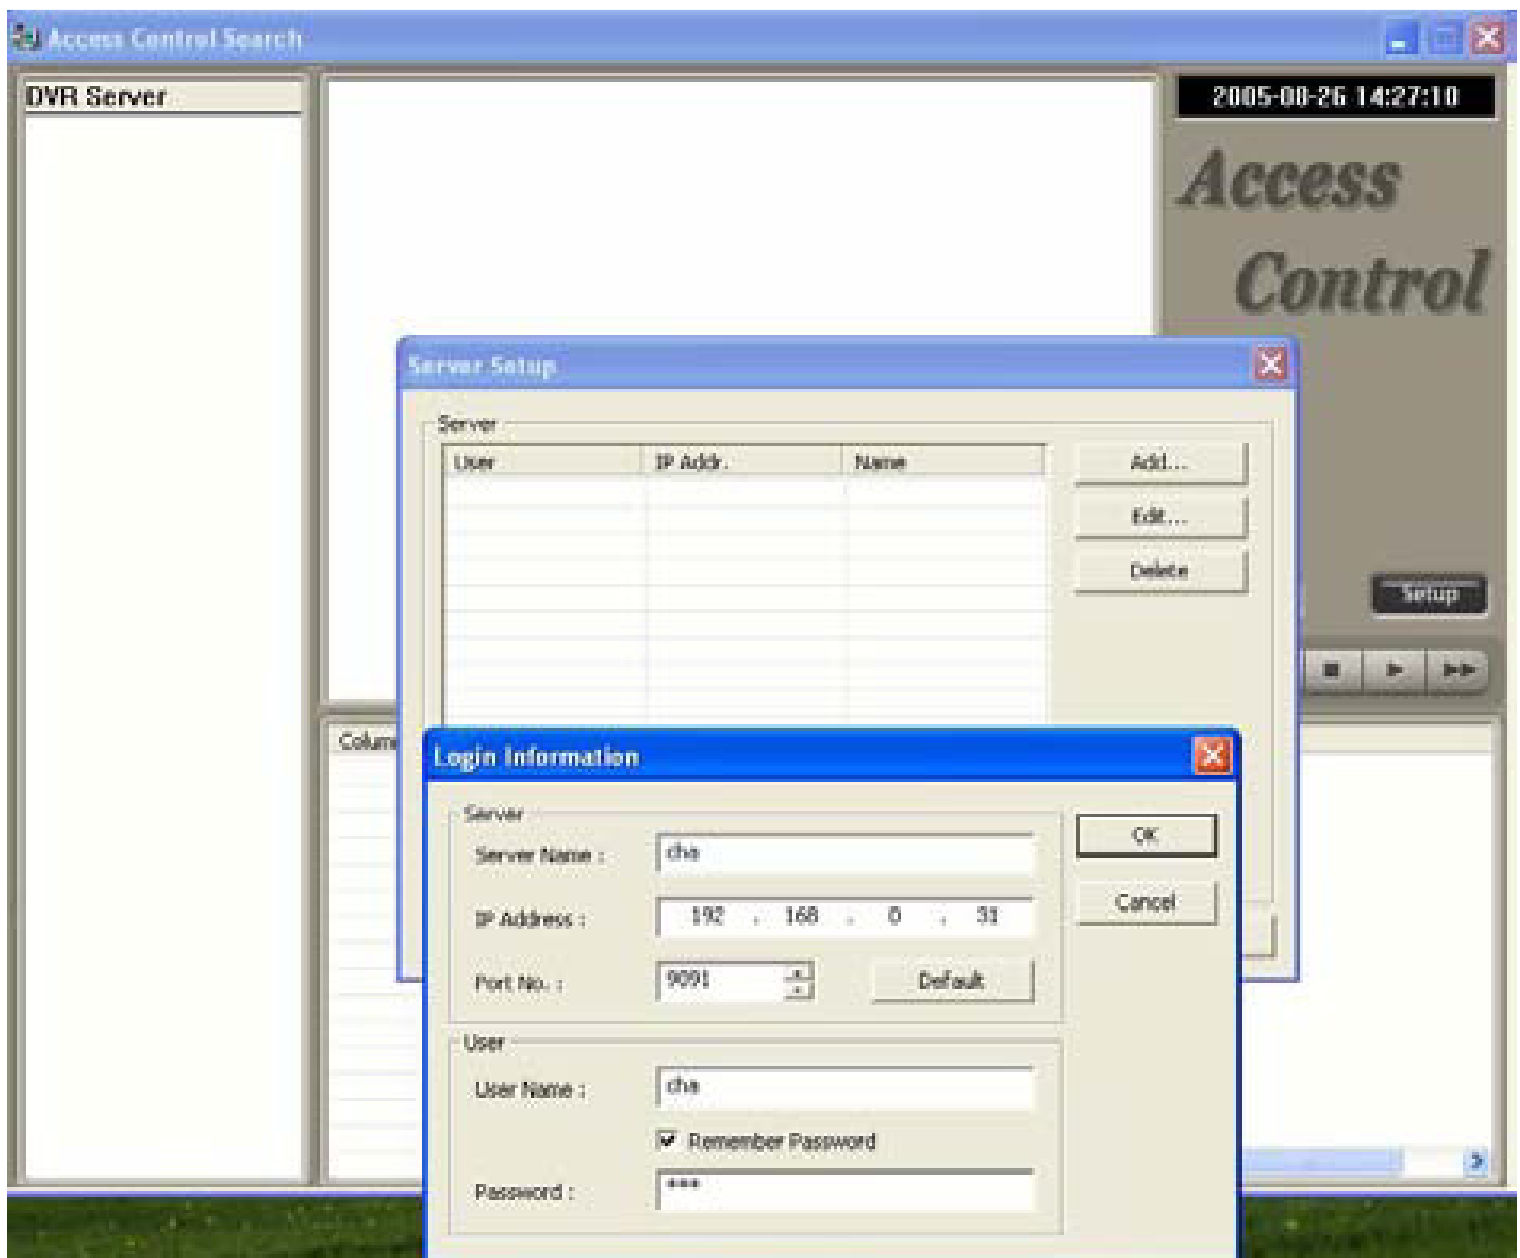 Access Control Search
DVR Server
2005-08-26 14:27:10
Access
Control
Server Setup
Server
User IP Addr. Name
Add...
Edit...
Delete
Setup
Colum
Login Information
Server
Server Name : cha
OK
IP Address : 192 . 168 . 0 . 31
Cancel
Port No. : 9091 Default
User
User Name : cha
Remember Password
Password : ***